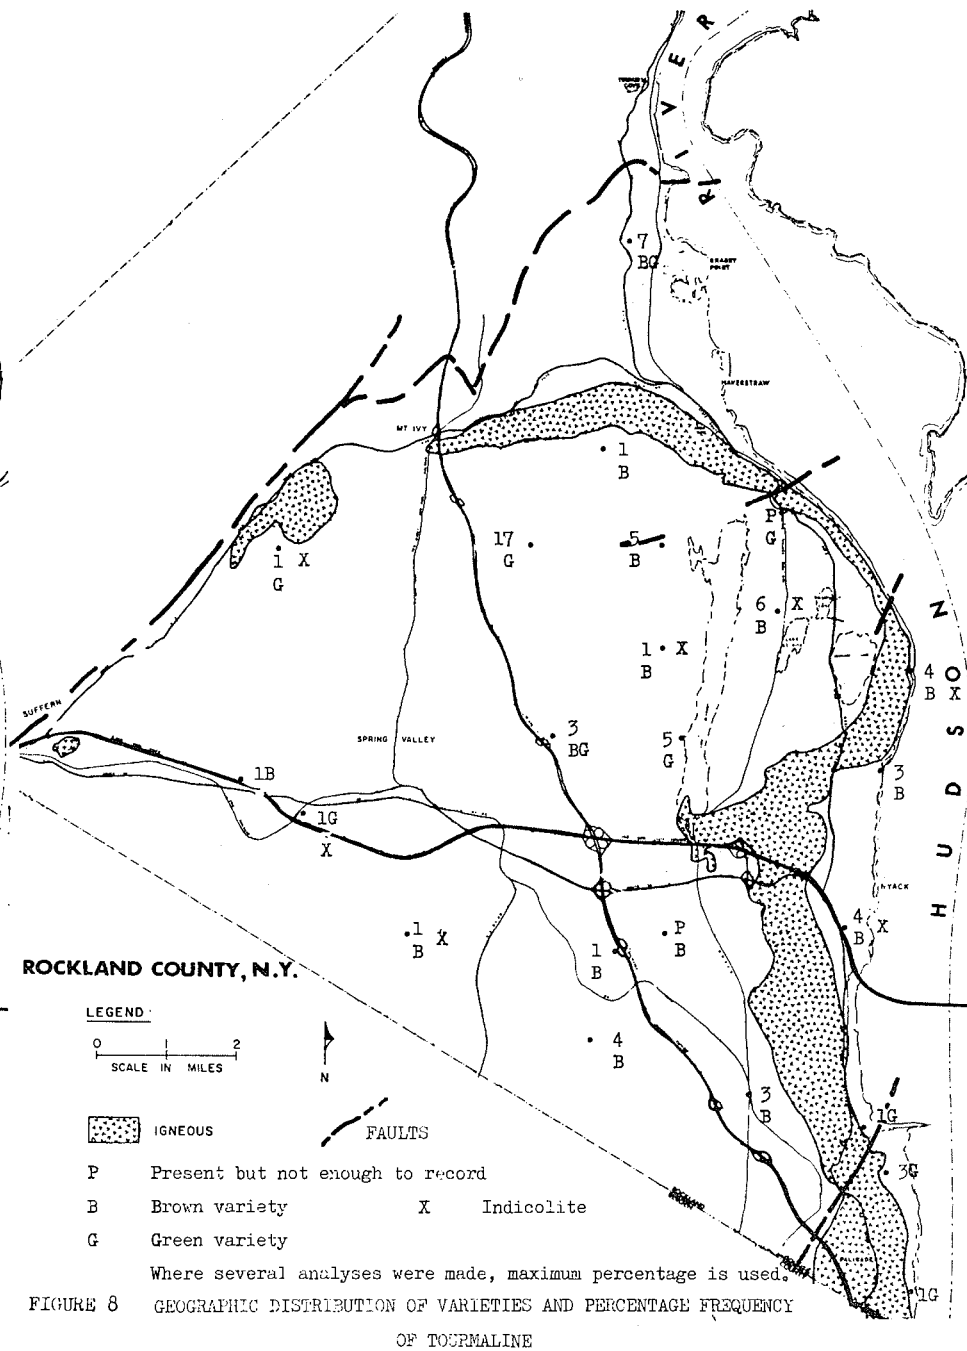 R
E
V
I
R
7
BG
HAVERSTRAW
MT IVY
1
B
P
G
17
G
5
B
1 X
G
6 X
B
N
1 X
B
4
B X
O
SUFFERN
SPRING VALLEY
3
BG
5
G
S
3
B
1B
D
1G
X
U
NYACK
H
4 X
B
1 X
B
P
B
1
B
ROCKLAND COUNTY, N.Y.
LEGEND
0 1 2
SCALE IN MILES
N
4
B
3
B
1G
3G
IGNEOUS
FAULTS
P Present but not enough to record
B Brown variety X Indicolite
G Green variety
Where several analyses were made, maximum percentage is used.
1G
FIGURE 8 GEOGRAPHIC DISTRIBUTION OF VARIETIES AND PERCENTAGE FREQUENCY
OF TOURMALINE